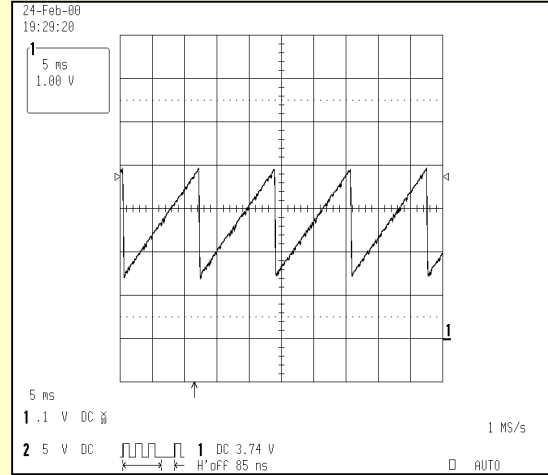 24-Feb-00
19:29:20
1
5 ms
1.00 V
1
5 ms
1 .1 V DC
1 MS/s
2 5 V DC
1 DC 3.74 V
H'off 85 ns
AUTO